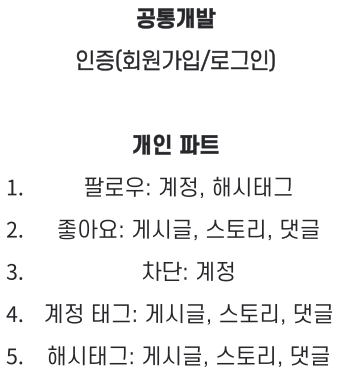 공통개발
인증(회원가입/로그인)
개인 파트
1. 팔로우: 계정, 해시태그
2. 좋아요: 게시글, 스토리, 댓글
3. 차단: 계정
4. 계정 태그: 게시글, 스토리, 댓글
5. 해시태그: 게시글, 스토리, 댓글